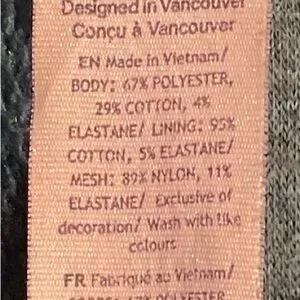 Designed in Vancouver
Conçu à Vancouver
EN Made in Vietnam/
BODY: 67% POLYESTER,
29% COTTON, 4%
ELASTANE/ LINING: 95%
COTTON, 5% ELASTANE/
MESH: 89% NYLON, 11%
ELASTANE/ Exclusive of
decoration/ Wash with like
colours
FR Fabriqué au Vietnam/